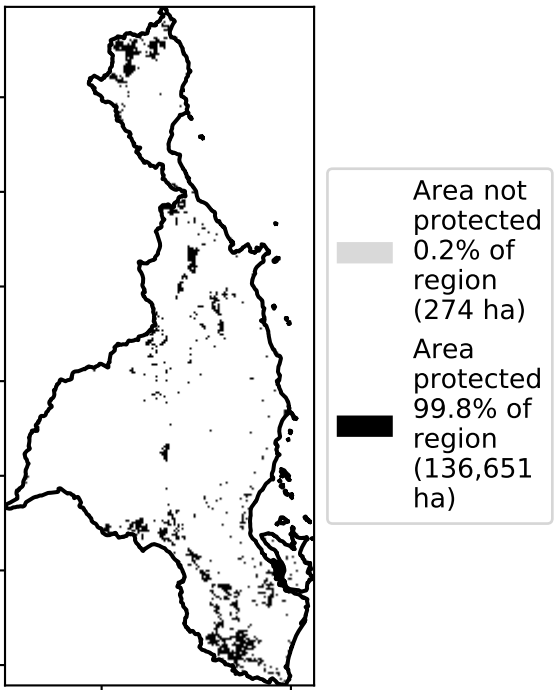 Area not
protected
0.2% of
region
(274 ha)
Area
protected
99.8% of
region
(136,651
ha)